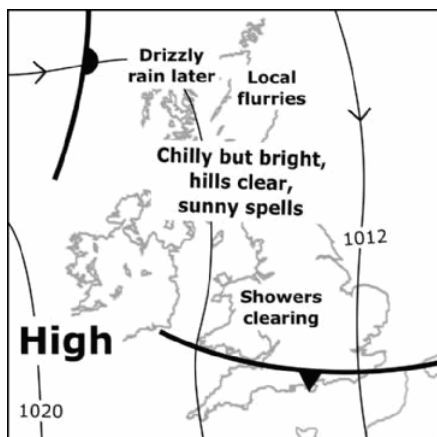 Drizzly
rain later
Local
flurries
Chilly but bright,
hills clear,
sunny spells
1012
Showers
clearing
High
1020